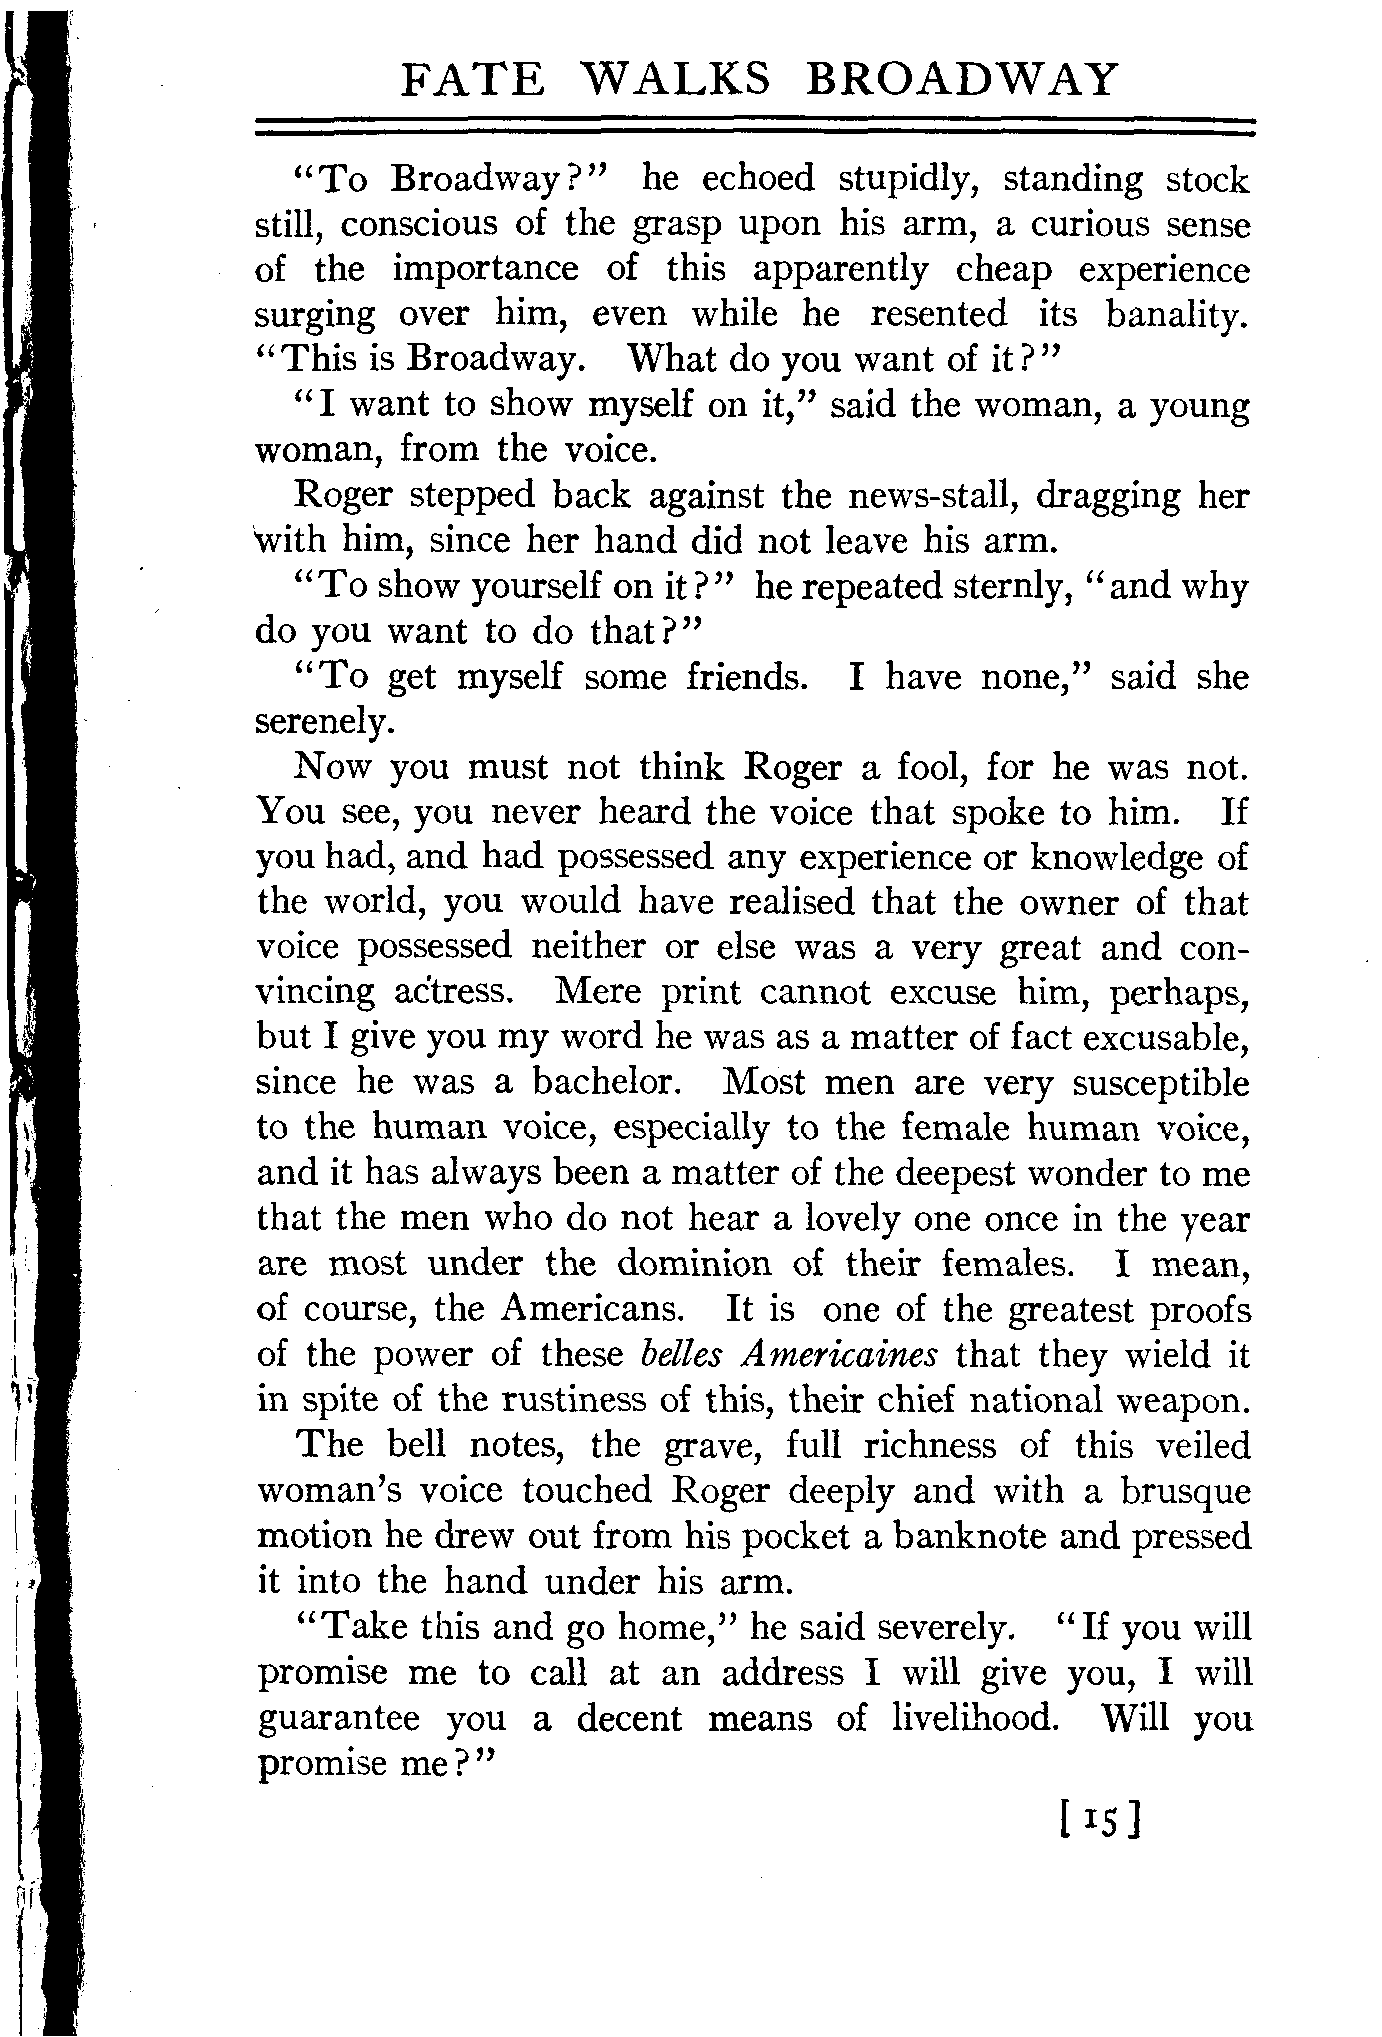 FATE WALKS BROADWAY
"To Broadway?" he echoed stupidly, standing stock
still, conscious of the grasp upon his arm, a curious sense
of the importance of this apparently cheap experience
surging over him, even while he resented its banality.
"This is Broadway. What do you want of it?"
"I want to show myself on it," said the woman, a young
woman, from the voice.
Roger stepped back against the news-stall, dragging her
with him, since her hand did not leave his arm.
"To show yourself on it?" he repeated sternly, "and why
do you want to do that?"
"To get myself some friends. I have none," said she
serenely.
Now you must not think Roger a fool, for he was not.
You see, you never heard the voice that spoke to him. If
you had, and had possessed any experience or knowledge of
the world, you would have realised that the owner of that
voice possessed neither or else was a very great and con-
vincing actress. Mere print cannot excuse him, perhaps,
but I give you my word he was as a matter of fact excusable,
since he was a bachelor. Most men are very susceptible
to the human voice, especially to the female human voice,
and it has always been a matter of the deepest wonder to me
that the men who do not hear a lovely one once in the year
are most under the dominion of their females. I mean,
of course, the Americans. It is one of the greatest proofs
of the power of these belles Americaines that they wield it
in spite of the rustiness of this, their chief national weapon.
The bell notes, the grave, full richness of this veiled
woman's voice touched Roger deeply and with a brusque
motion he drew out from his pocket a banknote and pressed
it into the hand under his arm.
"Take this and go home," he said severely. "If you will
promise me to call at an address I will give you, I will
guarantee you a decent means of livelihood. Will you
promise me?"
[15]